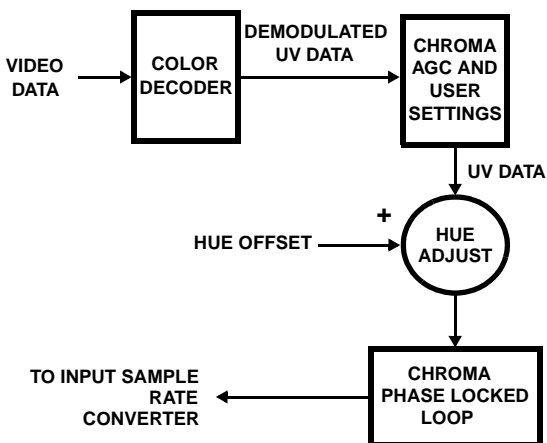 VIDEO
DATA
COLOR
DECODER
DEMODULATED
UV DATA
CHROMA
AGC AND
USER
SETTINGS
UV DATA
+
HUE OFFSET
HUE
ADJUST
TO INPUT SAMPLE
RATE
CONVERTER
CHROMA
PHASE LOCKED
LOOP